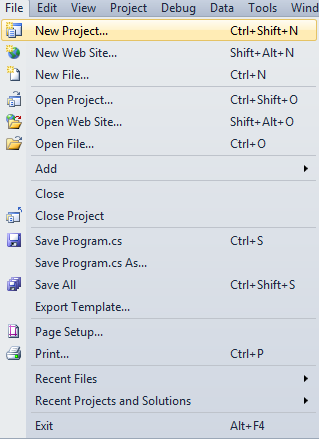 File Edit View Project Debug Data Tools Wind
New Project... Ctrl+Shift+N
New Web Site... Shift+Alt+N
New File... Ctrl+N
Open Project... Ctrl+Shift+O
Open Web Site... Shift+Alt+O
Open File... Ctrl+O
Add
Close
Close Project
Save Program.cs Ctrl+S
Save Program.cs As...
Save All Ctrl+Shift+S
Export Template...
Page Setup...
Print... Ctrl+P
Recent Files
Recent Projects and Solutions
Exit Alt+F4